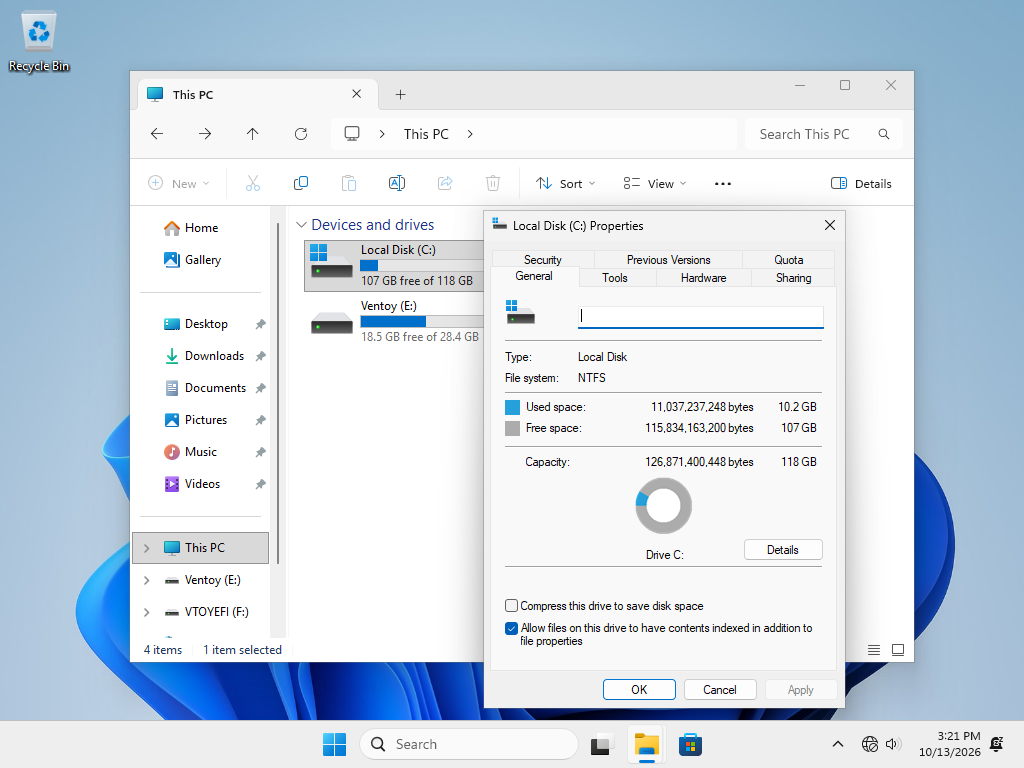 Recycle Bin
This PC
This PC
Search This PC
New
Sort
View
Details
Home
Gallery
Desktop
Downloads
Documents
Pictures
Music
Videos
This PC
Ventoy (E:)
VTOYEFI (F:)
Devices and drives
Local Disk (C:)
107 GB free of 118 GB
Ventoy (E:)
18.5 GB free of 28.4 GB
4 items
1 item selected
Local Disk (C:) Properties
Security
Previous Versions
Quota
General
Tools
Hardware
Sharing
Type: Local Disk
File system: NTFS
Used space: 11,037,237,248 bytes 10.2 GB
Free space: 115,834,163,200 bytes 107 GB
Capacity: 126,871,400,448 bytes 118 GB
Drive C:
Details
Compress this drive to save disk space
Allow files on this drive to have contents indexed in addition to
file properties
OK
Cancel
Apply
Search
3:21 PM
10/13/2026